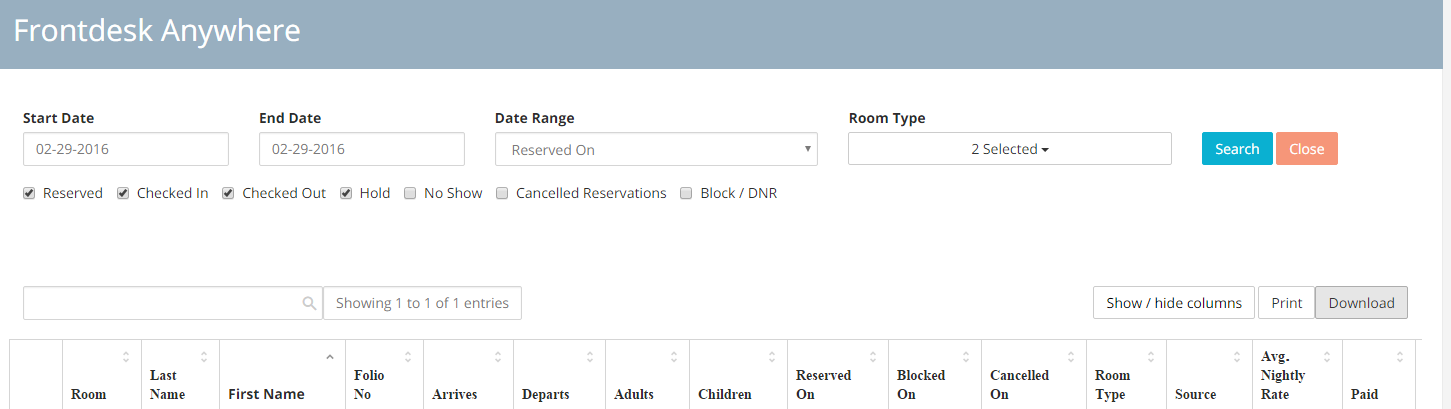 Frontdesk Anywhere
Start Date End Date Date Range Room Type
02-29-2016 02-29-2016 Reserved On 2 Selected Search Close
Reserved Checked In Checked Out Hold No Show Cancelled Reservations Block / DNR
Showing 1 to 1 of 1 entries Show / hide columns Print Download
Room
Last
Name
First Name
Folio
No
Arrives
Departs
Adults
Children
Reserved
On
Blocked
On
Cancelled
On
Room
Type
Source
Avg.
Nightly
Rate
Paid